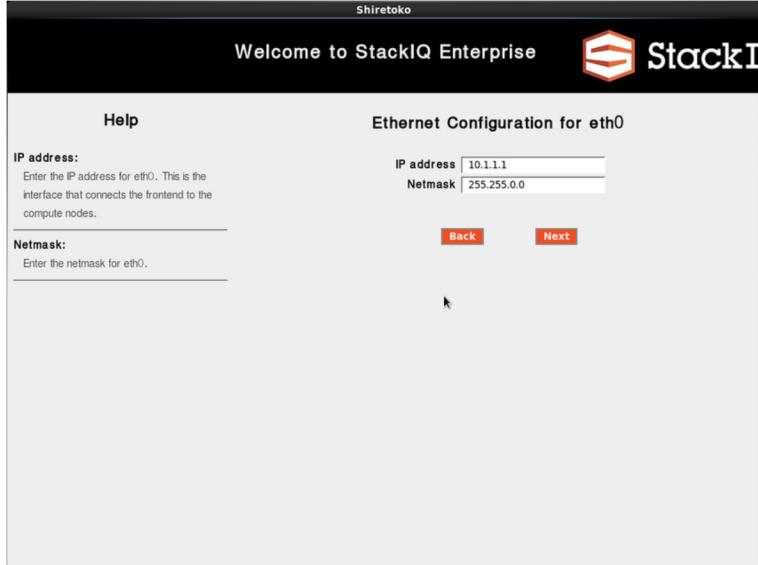 Shiretoko
Welcome to StackIQ Enterprise
StackI
Help
IP address:
Enter the IP address for eth0. This is the
interface that connects the frontend to the
compute nodes.
Netmask:
Enter the netmask for eth0.
Ethernet Configuration for eth0
IP address 10.1.1.1
Netmask 255.255.0.0
Back Next